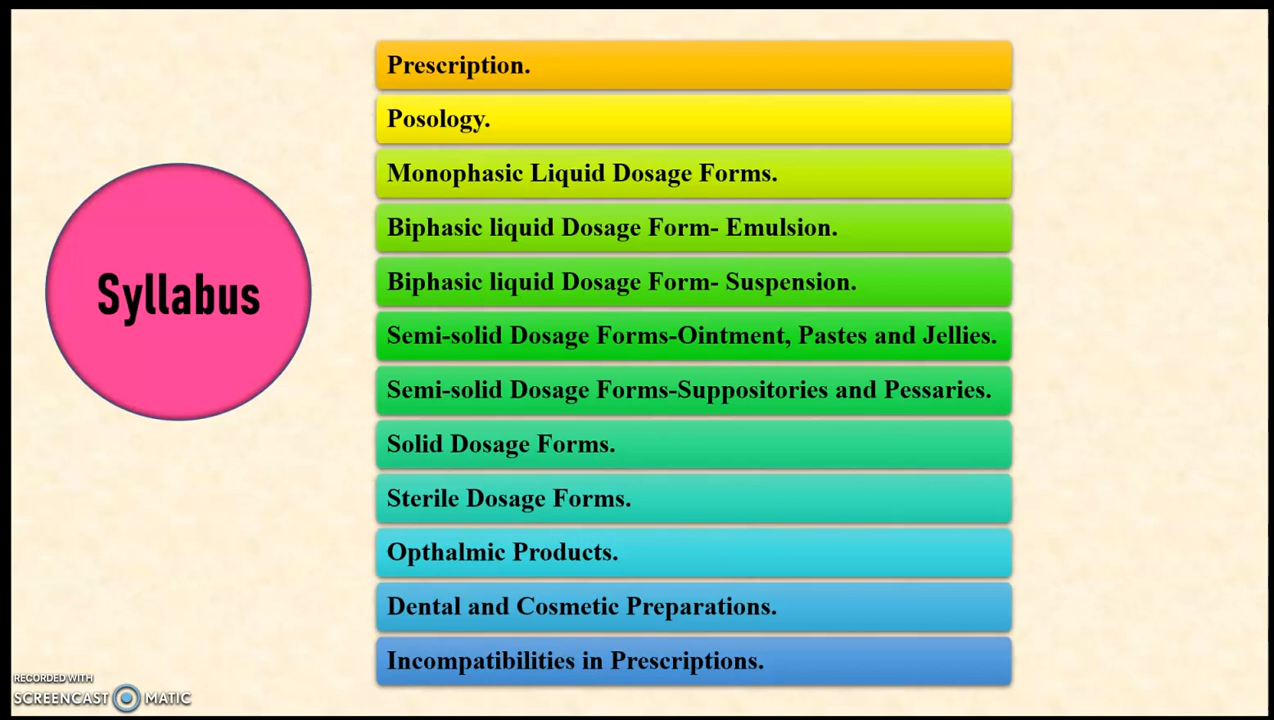 Syllabus
Prescription.
Posology.
Monophasic Liquid Dosage Forms.
Biphasic liquid Dosage Form- Emulsion.
Biphasic liquid Dosage Form- Suspension.
Semi-solid Dosage Forms-Ointment, Pastes and Jellies.
Semi-solid Dosage Forms-Suppositories and Pessaries.
Solid Dosage Forms.
Sterile Dosage Forms.
Opthalmic Products.
Dental and Cosmetic Preparations.
Incompatibilities in Prescriptions.
RECORDED WITH
SCREENCAST MATIC